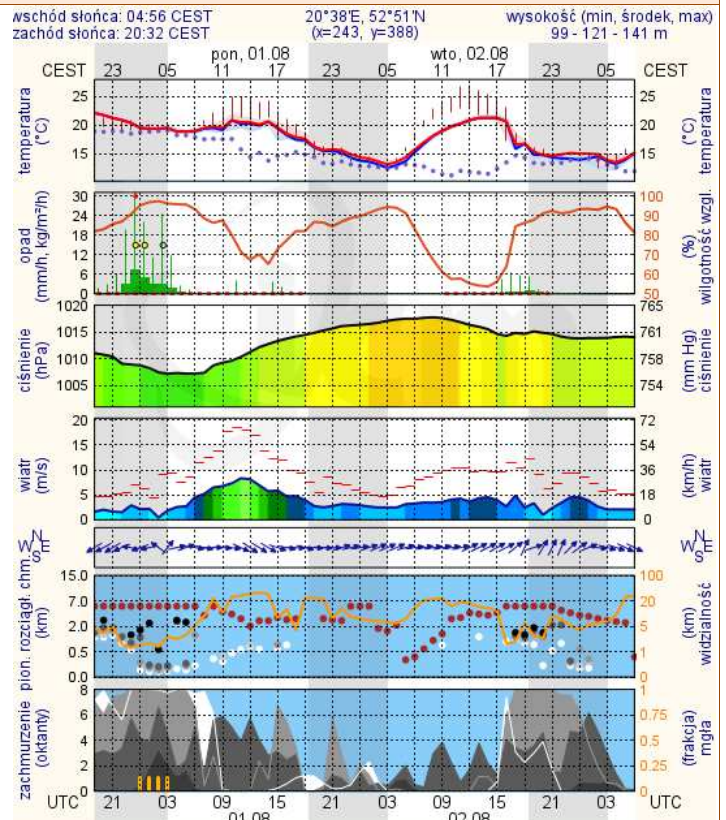 wschód słońca: 04:56 CEST 20°38'E, 52°51'N wysokość (min, środek, max)
zachód słońca: 20:32 CEST (x=243, y=388) 99 - 121 - 141 m
pon, 01.08 wto, 02.08
CEST 23 05 11 17 23 05 11 17 23 05 CEST
temperatura (°C)
25
20
15
25
20
15
temperatura (°C)
opad (mm/h, kg/m²/h)
30
24
18
12
6
0
100
90
80
70
60
50
wilgotność wzgl. (%)
ciśnienie (hPa)
1020
1015
1010
1005
765
761
758
754
ciśnienie (mm Hg)
wiatr (m/s)
20
15
10
5
0
72
54
36
18
0
wiatr (km/h)
N
W E
S
N
W E
S
pion. rozciągł. chm. (km)
15.0
7.0
2.0
0.5
0.0
100
20
5
1
0
widzialność (km)
zachmurzenie (oktanty)
8
6
4
2
0
1
0.75
0.5
0.25
0
mgła (frakcja)
UTC 21 03 09 15 21 03 09 15 21 03 UTC
01.08 02.08